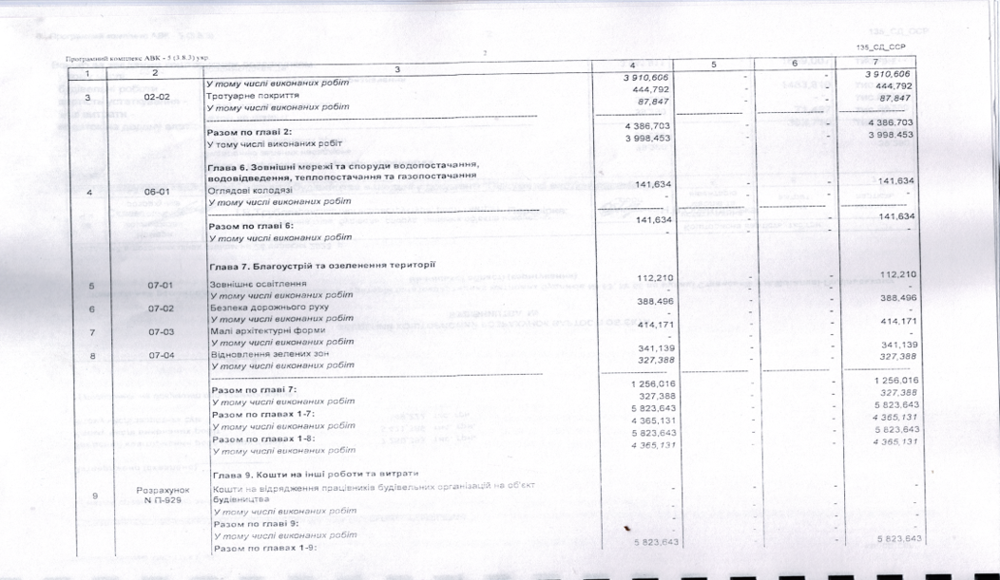 Програмний комплекс АВК - 5 (3.8.3) укр.
2
135_СД_ССР
1 2 3 4 5 6 7
У тому числі виконаних робіт 3 910,606 - - 3 910,606
3 02-02 Тротуарне покриття 444,792 - - 444,792
У тому числі виконаних робіт 87,847 - - 87,847
Разом по главі 2: 4 386,703 - - 4 386,703
У тому числі виконаних робіт 3 998,453 - - 3 998,453
Глава 6. Зовнішні мережі та споруди водопостачання,
водовідведення, теплопостачання та газопостачання
4 06-01 Оглядові колодязі 141,634 - - 141,634
У тому числі виконаних робіт - - - -
Разом по главі 6: 141,634 - - 141,634
У тому числі виконаних робіт - - - -
Глава 7. Благоустрій та озеленення території
5 07-01 Зовнішнє освітлення 112,210 - - 112,210
У тому числі виконаних робіт - - - -
6 07-02 Безпека дорожнього руху 388,496 - - 388,496
У тому числі виконаних робіт - - - -
7 07-03 Малі архітектурні форми 414,171 - - 414,171
У тому числі виконаних робіт - - - -
8 07-04 Відновлення зелених зон 341,139 - - 341,139
У тому числі виконаних робіт 327,388 - - 327,388
Разом по главі 7: 1 256,016 - - 1 256,016
У тому числі виконаних робіт 327,388 - - 327,388
Разом по главах 1-7: 5 823,643 - - 5 823,643
У тому числі виконаних робіт 4 365,131 - - 4 365,131
Разом по главах 1-8: 5 823,643 - - 5 823,643
У тому числі виконаних робіт 4 365,131 - - 4 365,131
Глава 9. Кошти на інші роботи та витрати
9 Розрахунок Кошти на відрядження працівників будівельних організацій на об'єкт - - - -
N П-929 будівництва
У тому числі виконаних робіт - - - -
Разом по главі 9: - - - -
У тому числі виконаних робіт - - - -
Разом по главах 1-9: 5 823,643 - - 5 823,643